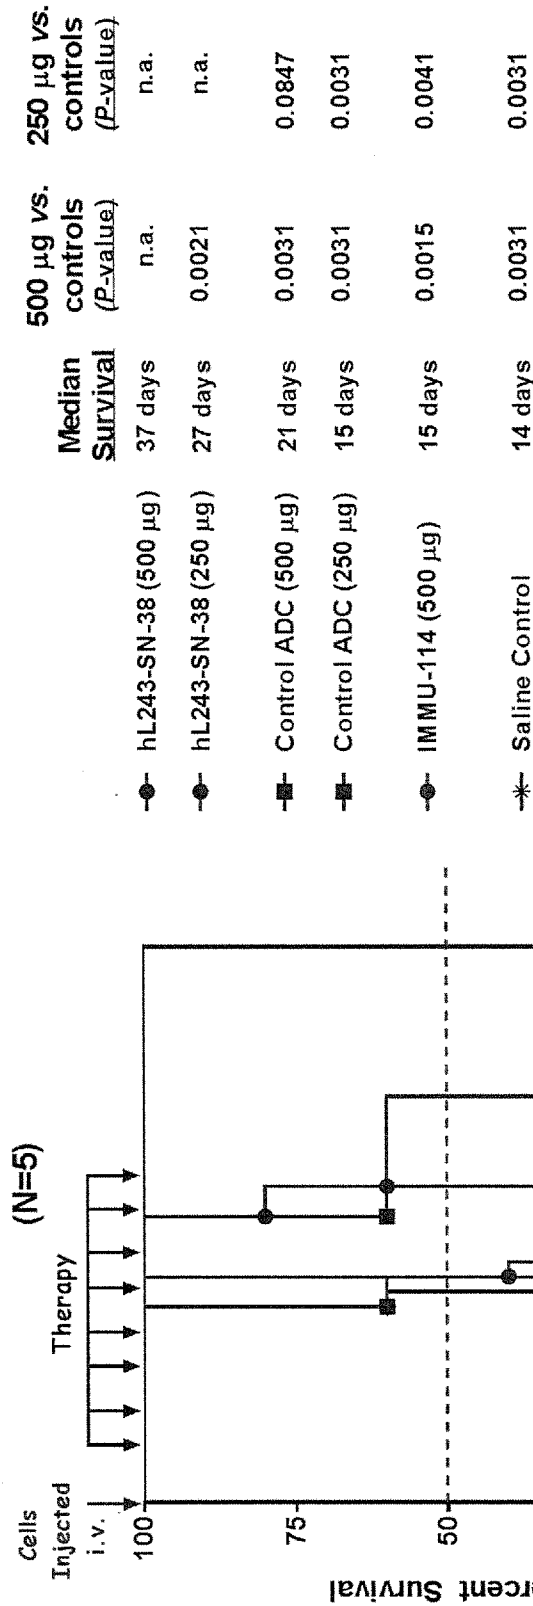 (N=5)
Cells
Injected
i.v.
Therapy
100
75
50
ercent Survival
Median
Survival
500 µg vs.
controls
(P-value)
250 µg vs.
controls
(P-value)
hL243-SN-38 (500 µg) 37 days n.a. n.a.
hL243-SN-38 (250 µg) 27 days 0.0021 n.a.
Control ADC (500 µg) 21 days 0.0031 0.0847
Control ADC (250 µg) 15 days 0.0031 0.0031
IMMU-114 (500 µg) 15 days 0.0015 0.0041
Saline Control 14 days 0.0031 0.0031